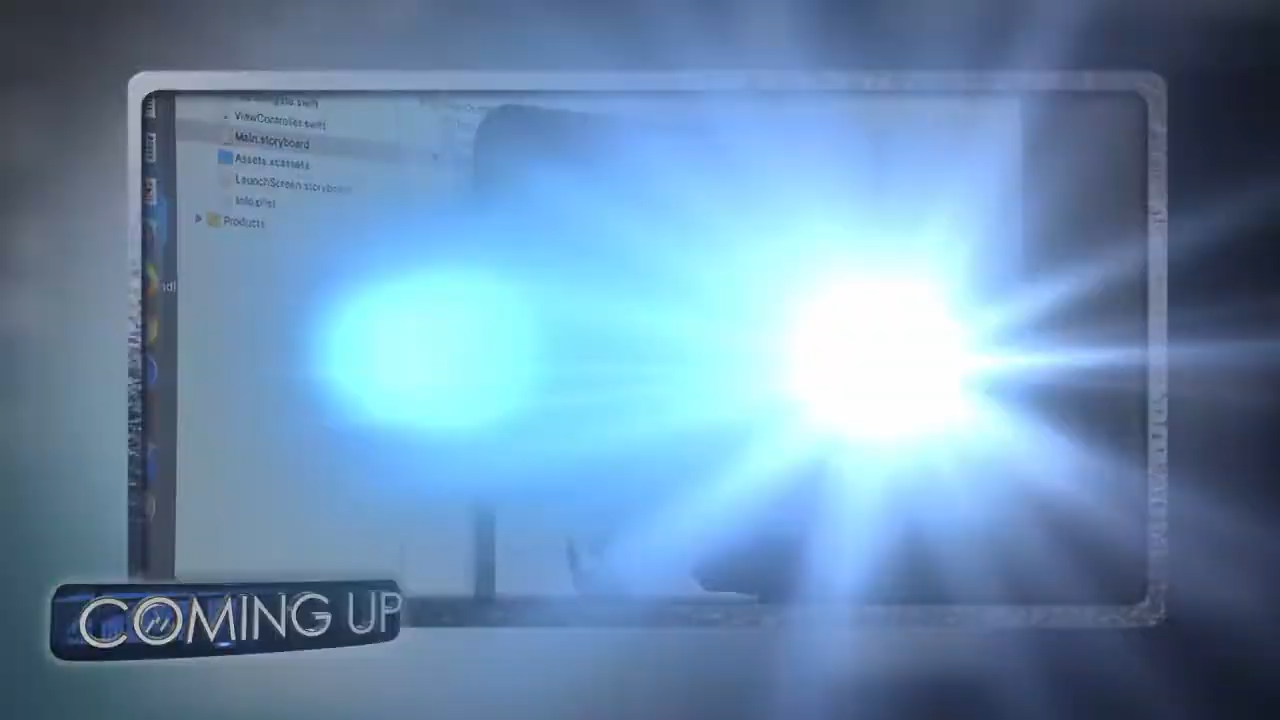 ViewController.swift
Main.storyboard
Assets.xcassets
LaunchScreen.storyboard
Info.plist
Products
COMING UP